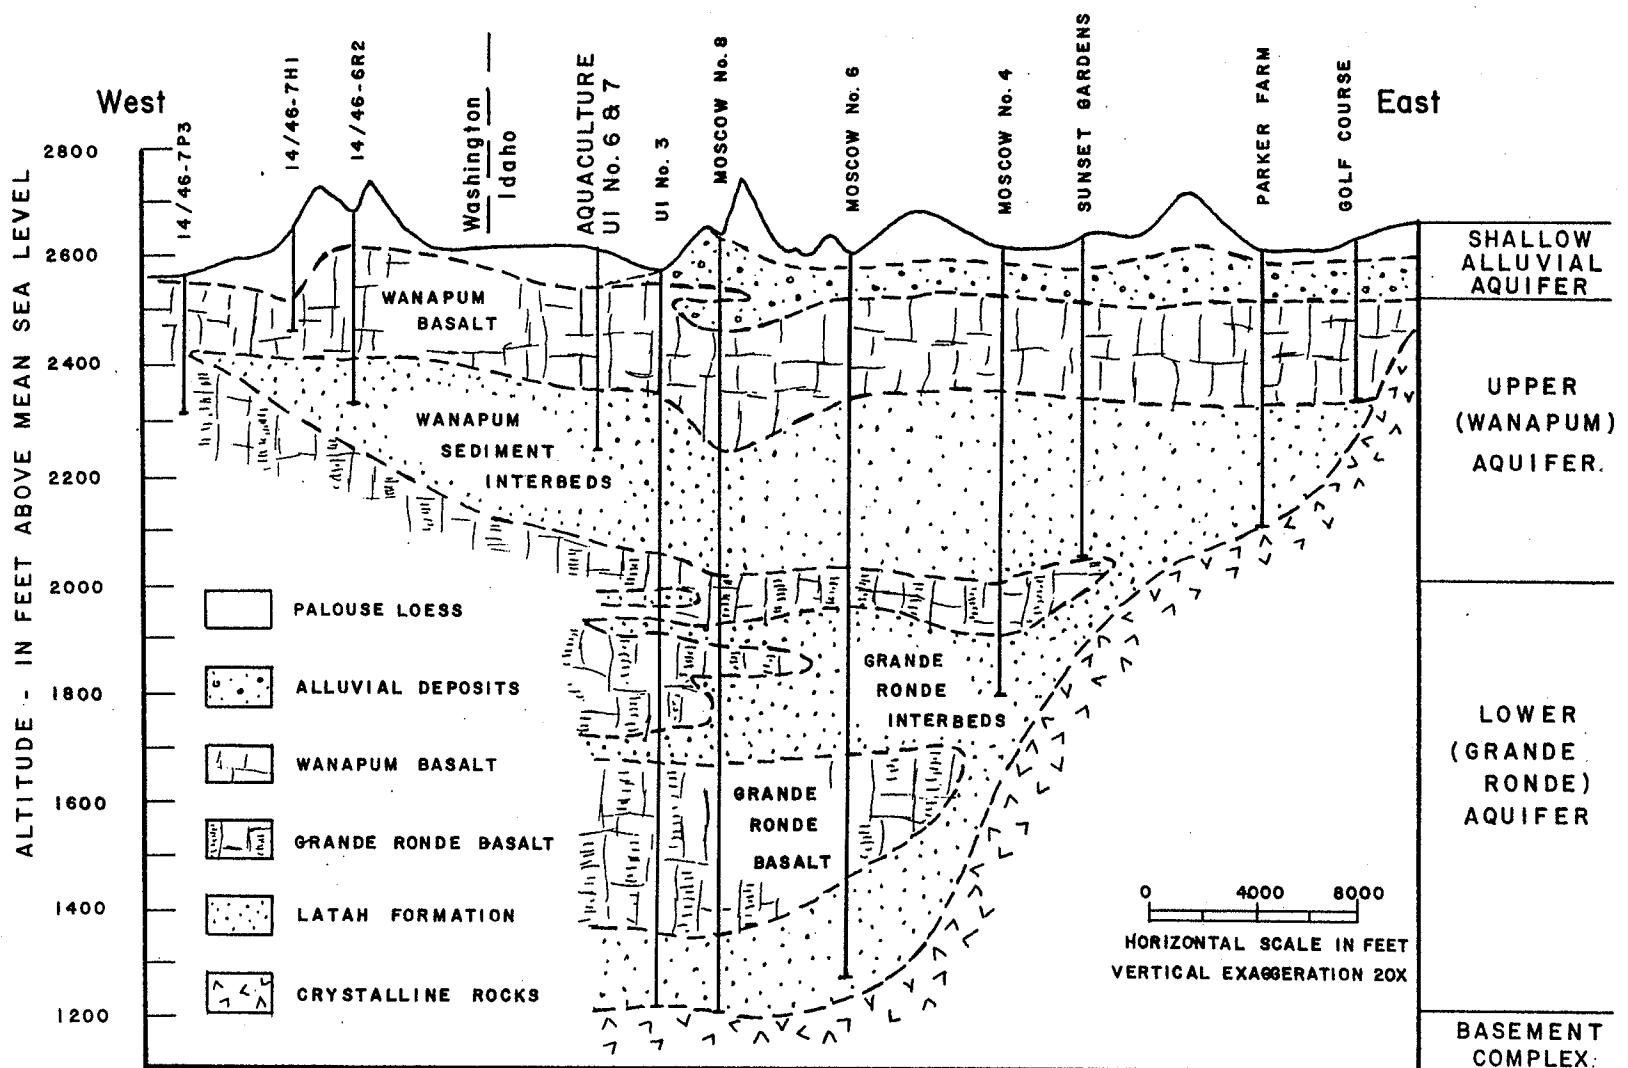 West
14/46-7P3
14/46-7H1
14/46-6R2
Washington
Idaho
AQUACULTURE
UI No. 6 & 7
UI No. 3
MOSCOW No. 8
MOSCOW No. 6
MOSCOW No. 4
SUNSET GARDENS
PARKER FARM
GOLF COURSE
East
ALTITUDE - IN FEET ABOVE MEAN SEA LEVEL
2800
2600
2400
2200
2000
1800
1600
1400
1200
WANAPUM
BASALT
WANAPUM
SEDIMENT
INTERBEDS
GRANDE
RONDE
INTERBEDS
GRANDE
RONDE
BASALT
PALOUSE LOESS
ALLUVIAL DEPOSITS
WANAPUM BASALT
GRANDE RONDE BASALT
LATAH FORMATION
CRYSTALLINE ROCKS
0 4000 8000
HORIZONTAL SCALE IN FEET
VERTICAL EXAGGERATION 20X
SHALLOW
ALLUVIAL
AQUIFER
UPPER
(WANAPUM)
AQUIFER.
LOWER
(GRANDE
RONDE)
AQUIFER
BASEMENT
COMPLEX.